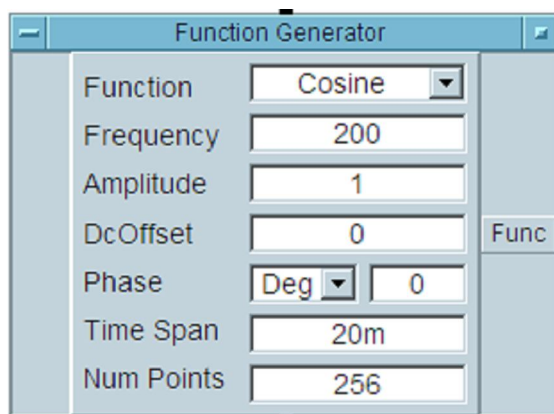 Function Generator
Function Cosine
Frequency 200
Amplitude 1
DcOffset 0
Func
Phase Deg 0
Time Span 20m
Num Points 256